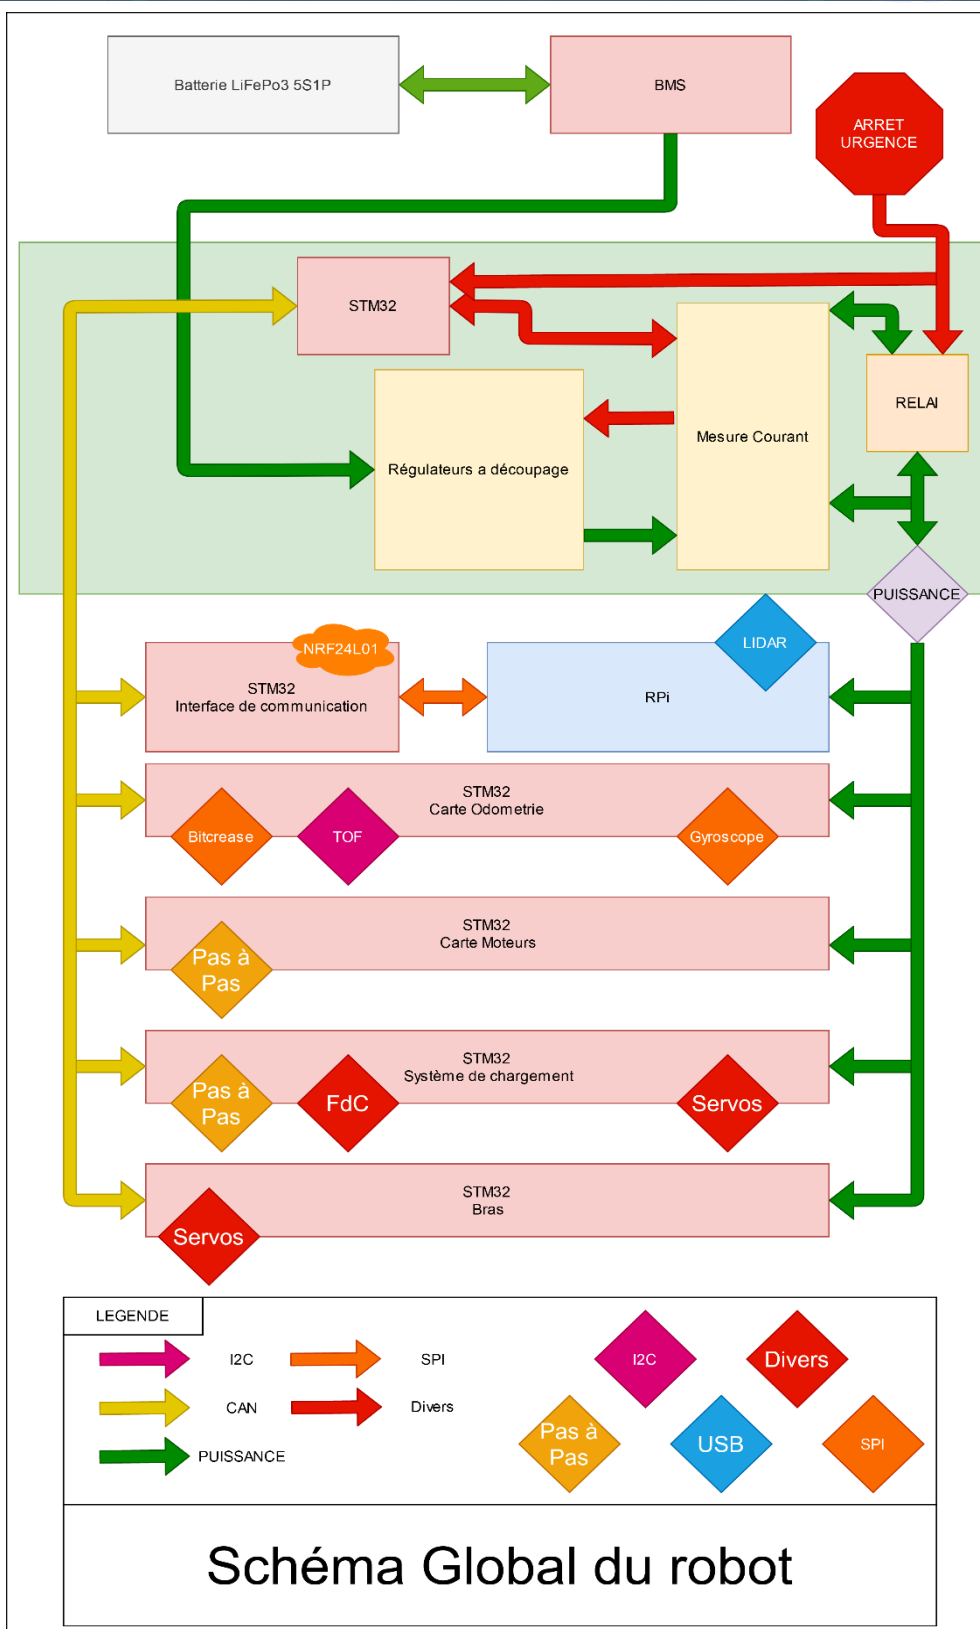 Batterie LiFePo3 5S1P
BMS
ARRET
URGENCE
STM32
RELAI
Mesure Courant
Régulateurs a découpage
PUISSANCE
NRF24L01
STM32
Interface de communication
LIDAR
RPi
STM32
Carte Odometrie
Bitcrease
TOF
Gyroscope
STM32
Carte Moteurs
Pas à
Pas
STM32
Système de chargement
Pas à
Pas
FdC
Servos
STM32
Bras
Servos
LEGENDE
I2C
SPI
CAN
Divers
PUISSANCE
I2C
Divers
Pas à
Pas
USB
SPI
Schéma Global du robot